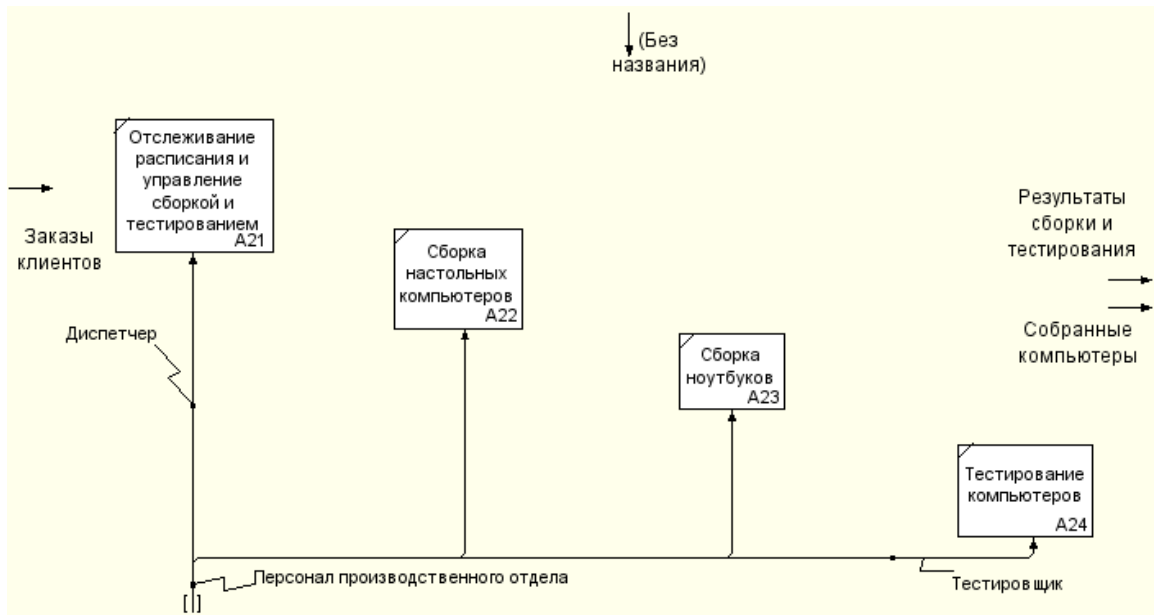 (Без
названия)
Отслеживание
расписания и
управление
сборкой и
тестированием
A21
Заказы
клиентов
Сборка
настольных
компьютеров
A22
Результаты
сборки и
тестирования
Диспетчер
Собранные
компьютеры
Сборка
ноутбуков
A23
Тестирование
компьютеров
A24
Персонал производственного отдела
Тестировщик